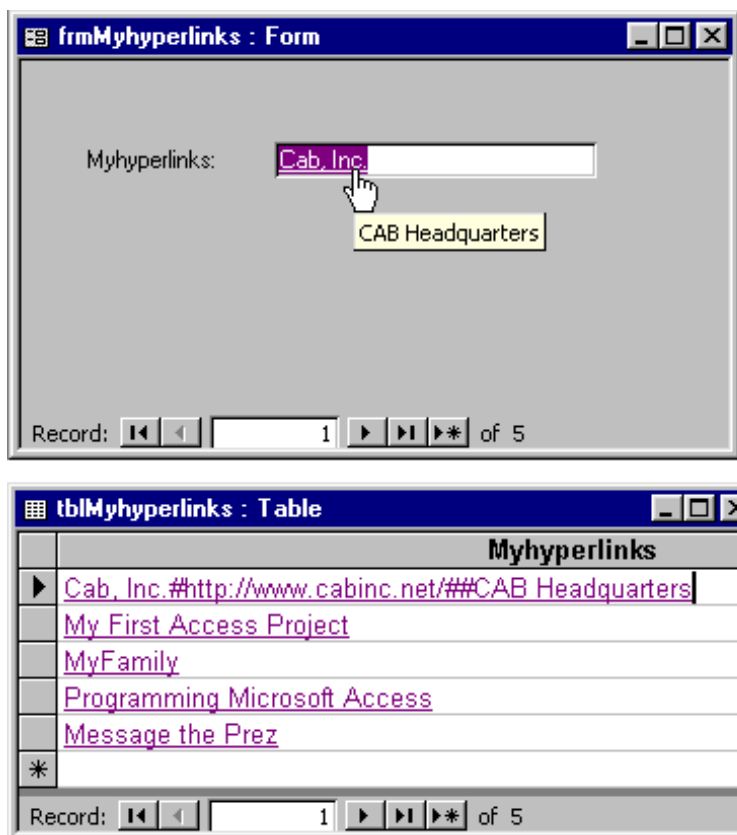 frmMyhyperlinks : Form
Myhyperlinks: Cab, Inc.
CAB Headquarters
Record: 1 of 5
tblMyhyperlinks : Table
Myhyperlinks
Cab, Inc.#http://www.cabinc.net/##CAB Headquarters
My First Access Project
MyFamily
Programming Microsoft Access
Message the Prez
Record: 1 of 5